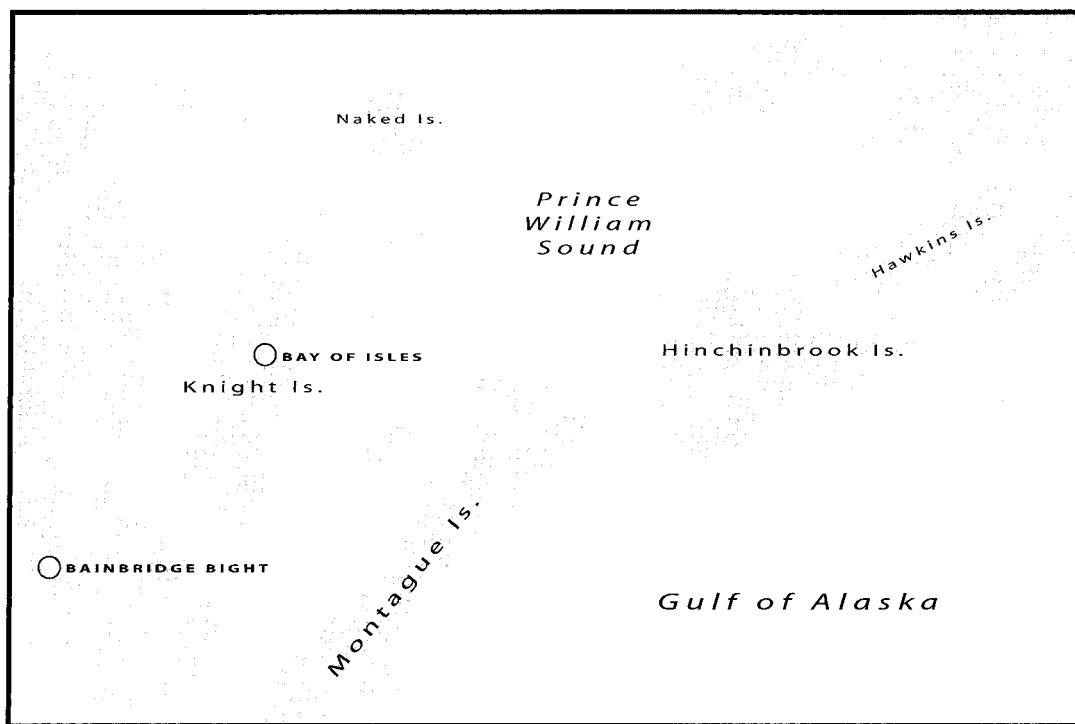 Naked Is.
Prince
William
Sound
Hawkins Is.
Hinchinbrook Is.
BAY OF ISLES
Knight Is.
Montague Is.
BAINBRIDGE BIGHT
Gulf of Alaska